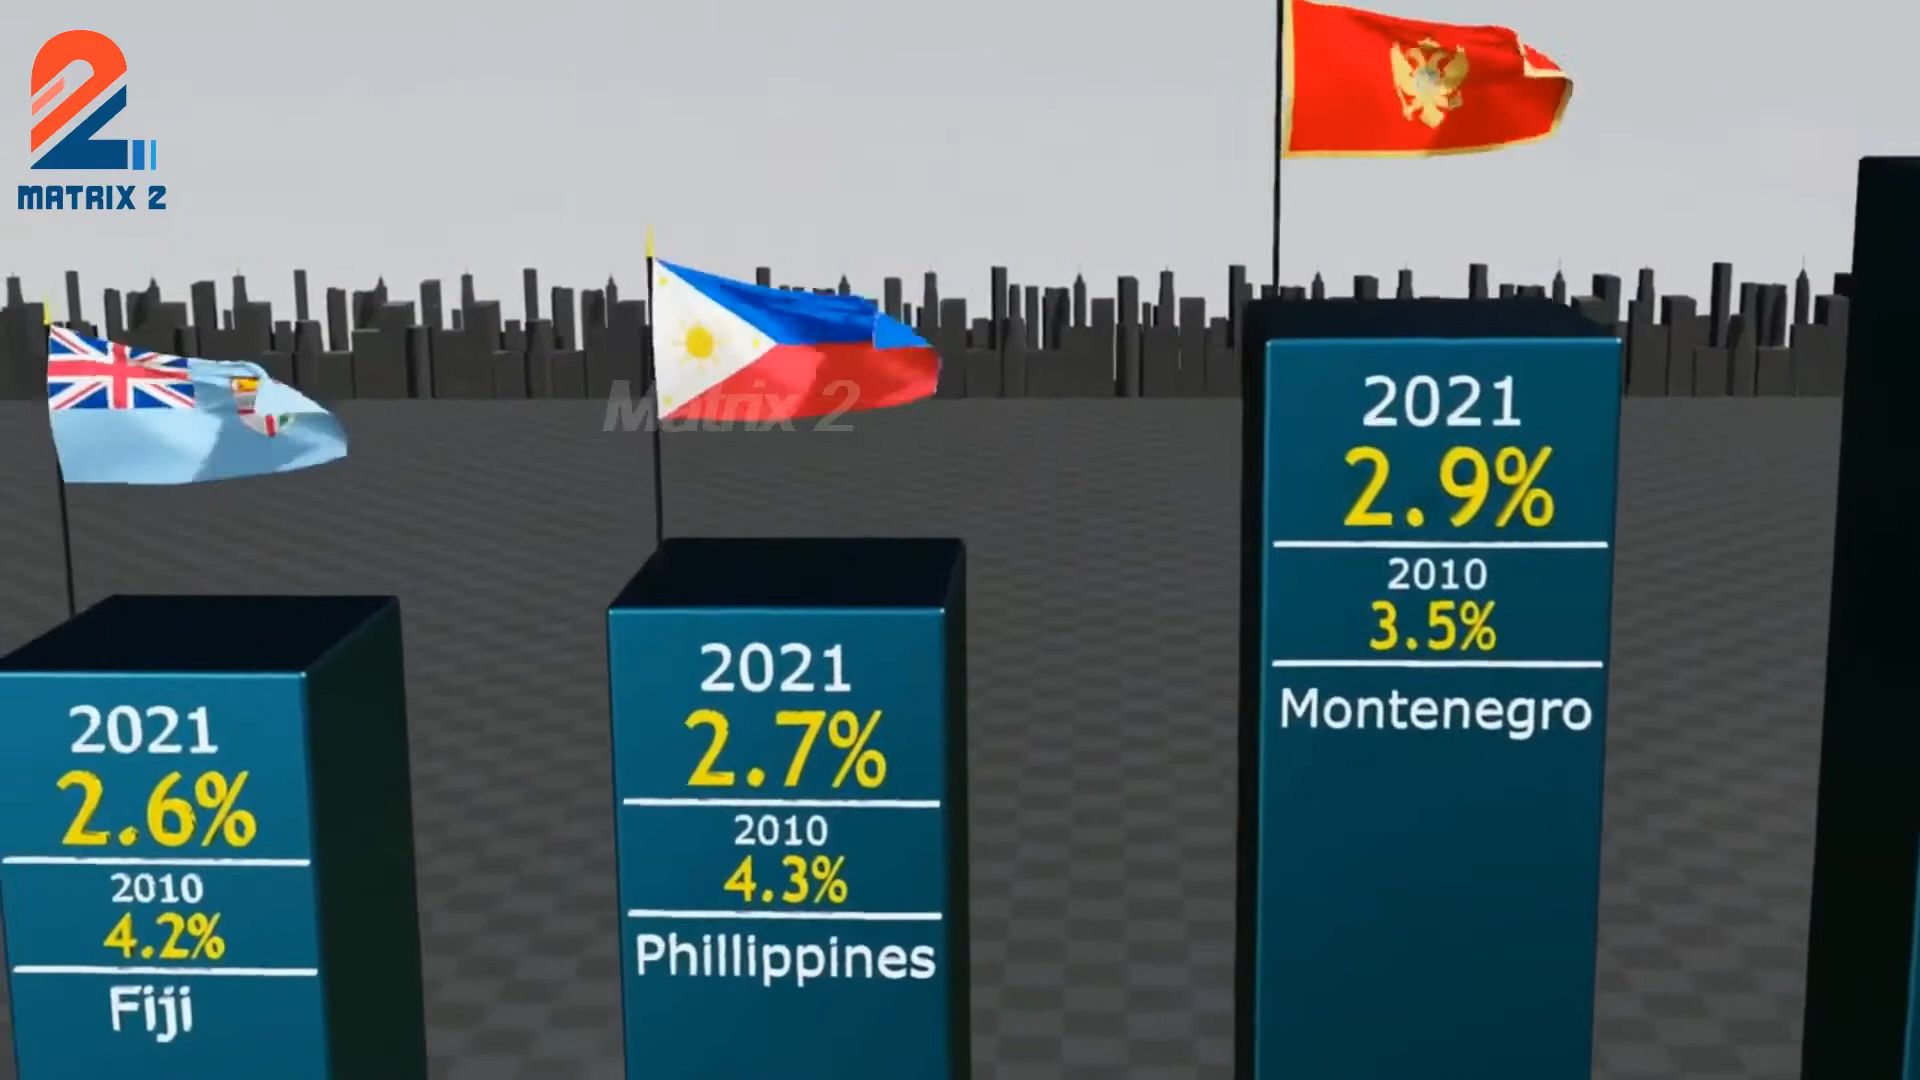 MATRIX 2
Matrix 2
2021
2.6%
2010
4.2%
Fiji
2021
2.7%
2010
4.3%
Phillippines
2021
2.9%
2010
3.5%
Montenegro